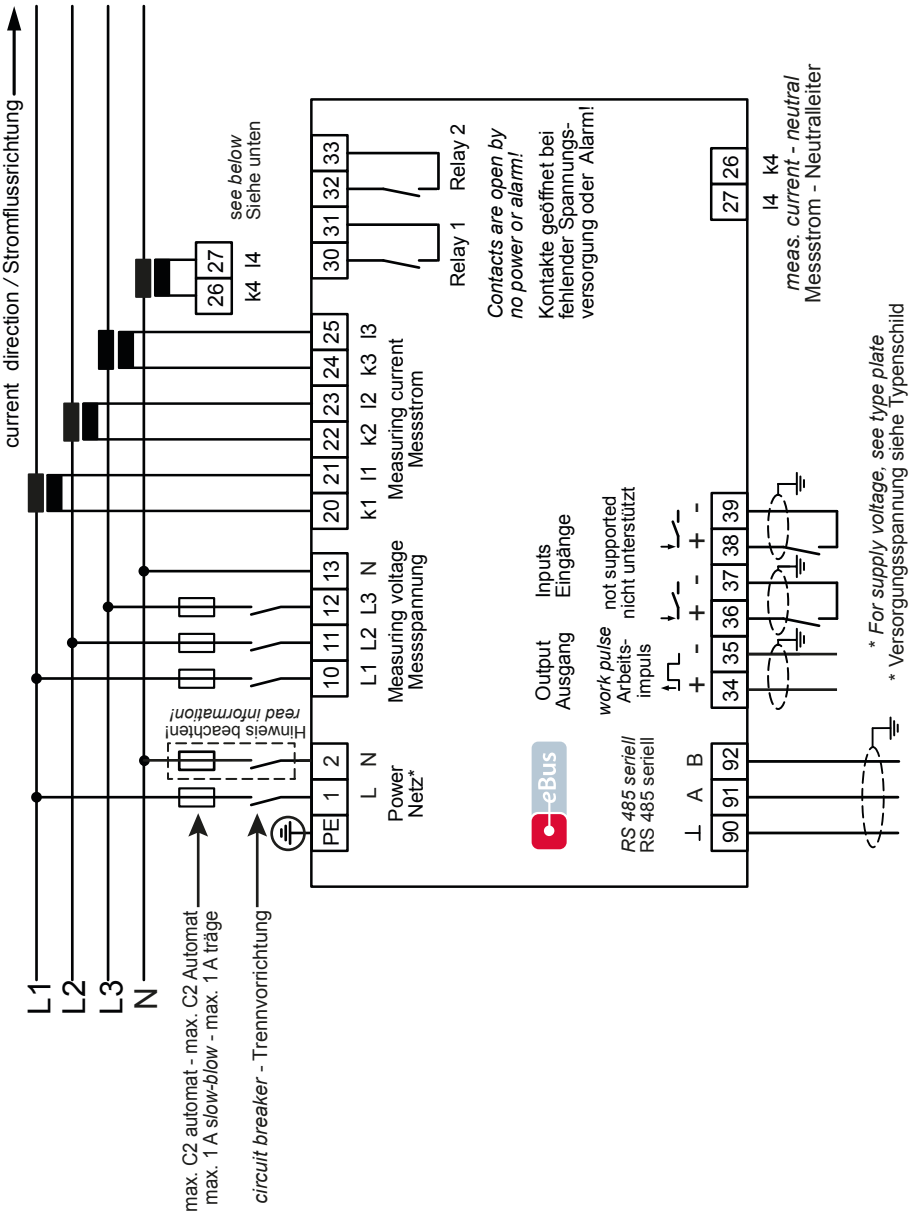 current direction / Stromflussrichtung
L1
L2
L3
N
max. C2 automat - max. C2 Automat
max. 1 A slow-blow - max. 1 A träge
circuit breaker - Trennvorrichtung
Hinweis beachten!
read information!
see below
Siehe unten
26 27
k4 l4
PE 1 2
L N
Power
Netz*
10 11 12 13
L1 L2 L3 N
Measuring voltage
Messspannung
20 21 22 23 24 25
k1 l1 k2 l2 k3 l3
Measuring current
Messstrom
30 31 32 33
Relay 1 Relay 2
Contacts are open by
no power or alarm!
Kontakte geöffnet bei
fehlender Spannungs-
versorgung oder Alarm!
eBus
RS 485 seriell
RS 485 seriell
⊥ A B
90 91 92
Output
Ausgang
work pulse
Arbeits-
impuls
+ -
34 35
Inputs
Eingänge
not supported
nicht unterstützt
+ - + -
36 37 38 39
27 26
l4 k4
meas. current - neutral
Messstrom - Neutralleiter
* For supply voltage, see type plate
* Versorgungsspannung siehe Typenschild